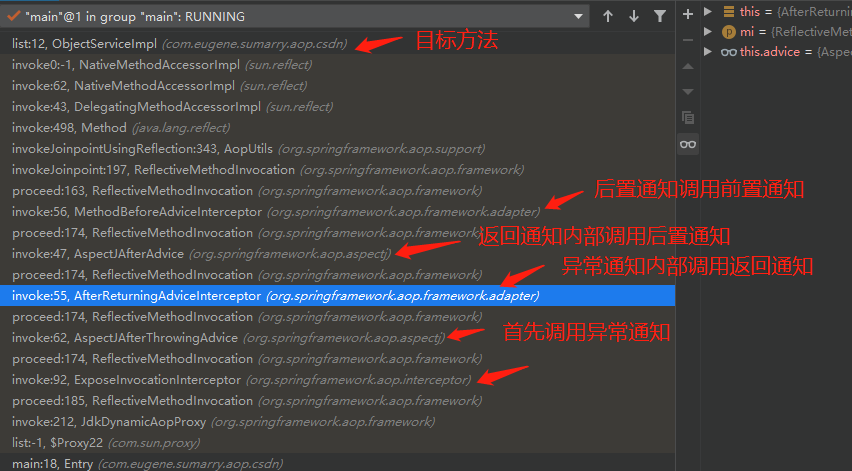 "main"@1 in group "main": RUNNING
list:12, ObjectServiceImpl (com.eugene.sumarry.aop.csdn)
目标方法
invoke0:-1, NativeMethodAccessorImpl (sun.reflect)
invoke:62, NativeMethodAccessorImpl (sun.reflect)
invoke:43, DelegatingMethodAccessorImpl (sun.reflect)
invoke:498, Method (java.lang.reflect)
invokeJoinpointUsingReflection:343, AopUtils (org.springframework.aop.support)
invokeJoinpoint:197, ReflectiveMethodInvocation (org.springframework.aop.framework)
proceed:163, ReflectiveMethodInvocation (org.springframework.aop.framework)
后置通知调用前置通知
invoke:56, MethodBeforeAdviceInterceptor (org.springframework.aop.framework.adapter)
proceed:174, ReflectiveMethodInvocation (org.springframework.aop.framework)
返回通知内部调用后置通知
invoke:47, AspectJAfterAdvice (org.springframework.aop.aspectj)
proceed:174, ReflectiveMethodInvocation (org.springframework.aop.framework)
异常通知内部调用返回通知
invoke:55, AfterReturningAdviceInterceptor (org.springframework.aop.framework.adapter)
proceed:174, ReflectiveMethodInvocation (org.springframework.aop.framework)
首先调用异常通知
invoke:62, AspectJAfterThrowingAdvice (org.springframework.aop.aspectj)
proceed:174, ReflectiveMethodInvocation (org.springframework.aop.framework)
invoke:92, ExposeInvocationInterceptor (org.springframework.aop.interceptor)
proceed:185, ReflectiveMethodInvocation (org.springframework.aop.framework)
invoke:212, JdkDynamicAopProxy (org.springframework.aop.framework)
list:-1, $Proxy22 (com.sun.proxy)
main:18, Entry (com.eugene.sumarry.aop.csdn)
this = {AfterReturnin
p mi = {ReflectiveMet
this.advice = {Aspec